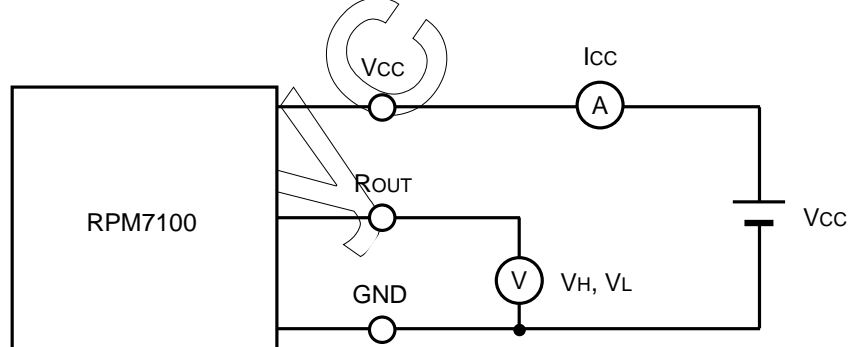 ICC
VCC
A
ROUT
RPM7100
VCC
V
VH, VL
GND